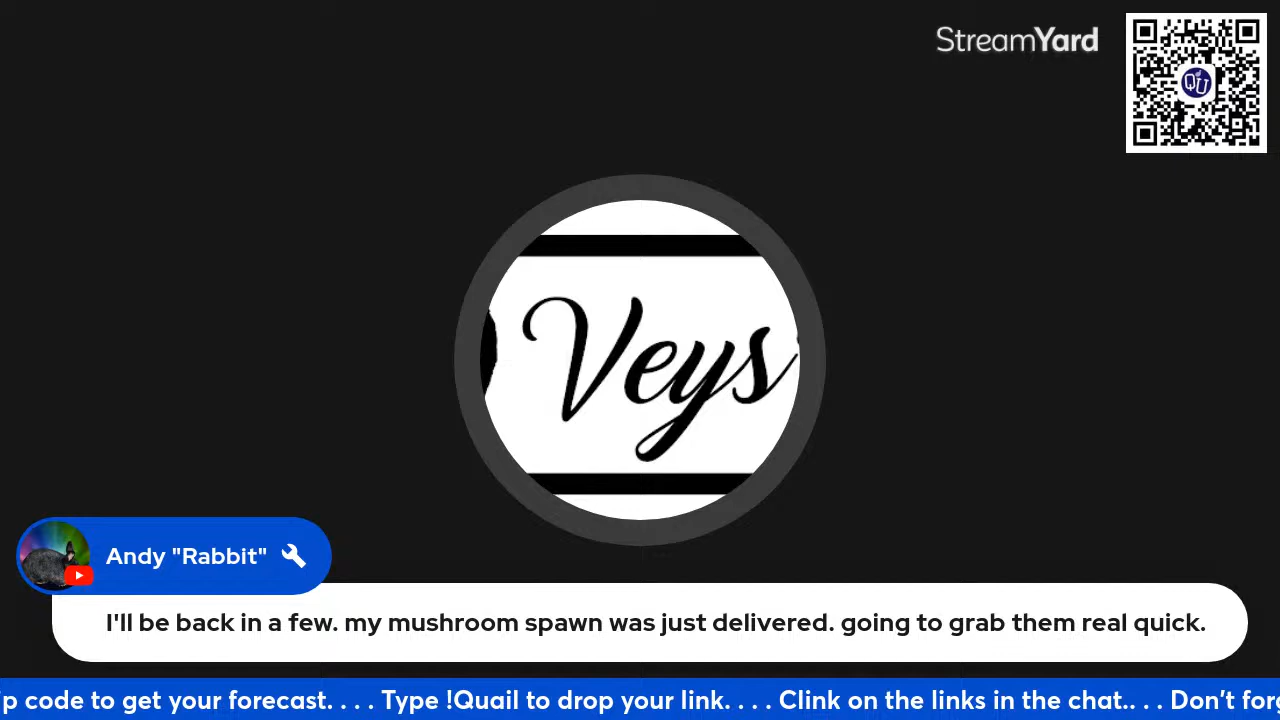 StreamYard
QU
Veys
Andy "Rabbit"
I'll be back in a few. my mushroom spawn was just delivered. going to grab them real quick.
p code to get your forecast. . . . Type !Quail to drop your link. . . . Clink on the links in the chat.. . . Don't forg